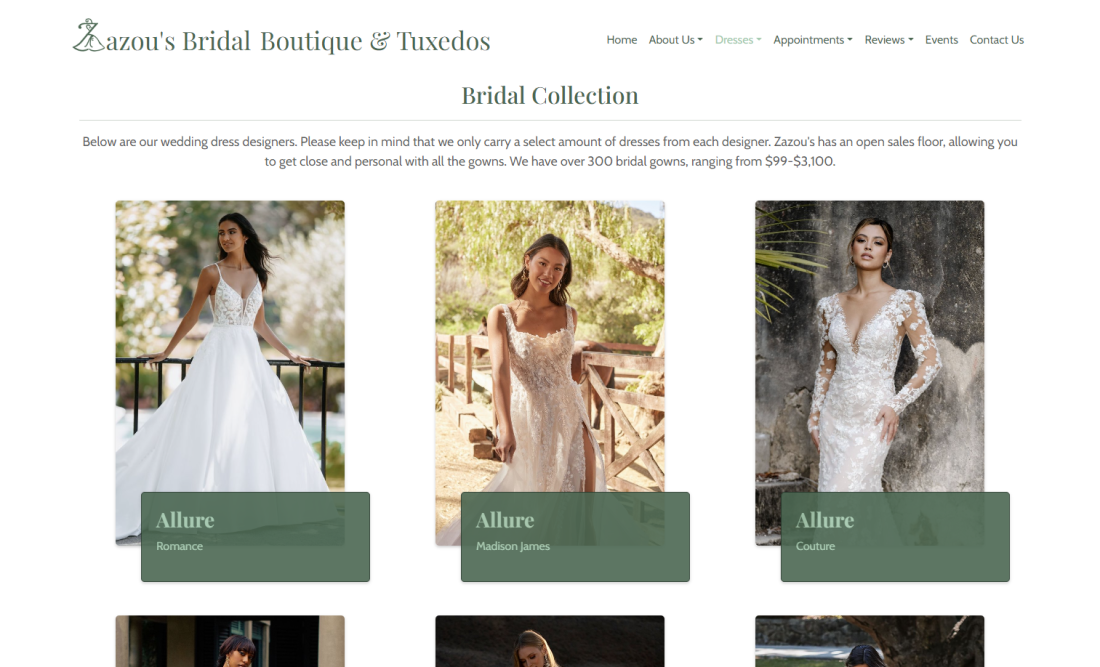 Zazou's Bridal Boutique & Tuxedos
Home About Us Dresses Appointments Reviews Events Contact Us
Bridal Collection
Below are our wedding dress designers. Please keep in mind that we only carry a select amount of dresses from each designer. Zazou's has an open sales floor, allowing you
to get close and personal with all the gowns. We have over 300 bridal gowns, ranging from $99-$3,100.
Allure
Romance
Allure
Madison James
Allure
Couture